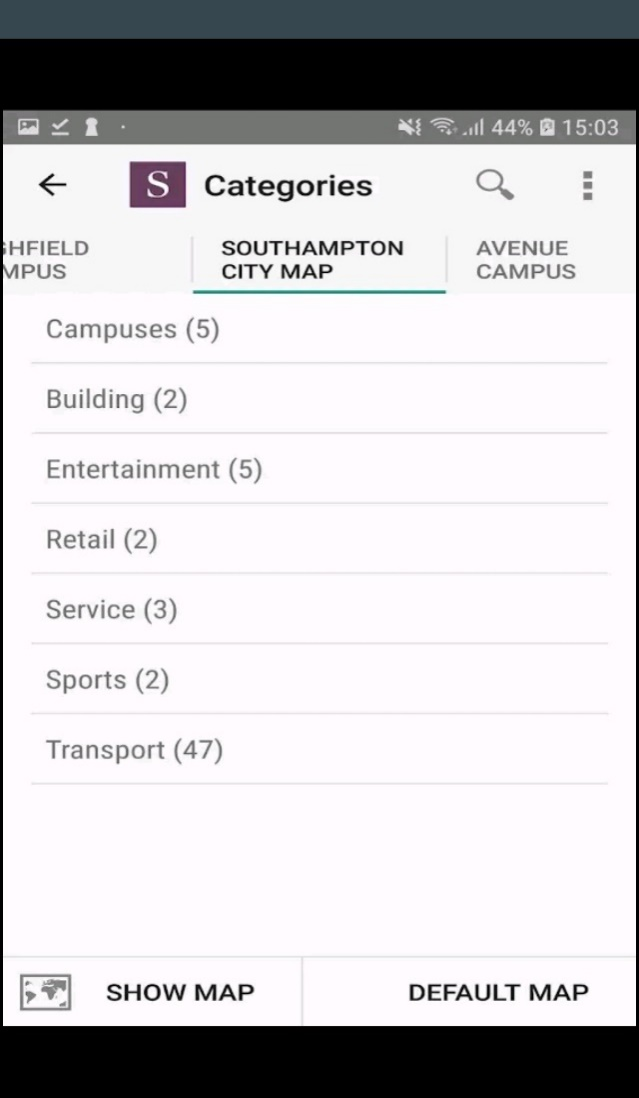 44% 15:03
S Categories
GHFIELD
MPUS
SOUTHAMPTON
CITY MAP
AVENUE
CAMPUS
Campuses (5)
Building (2)
Entertainment (5)
Retail (2)
Service (3)
Sports (2)
Transport (47)
SHOW MAP
DEFAULT MAP